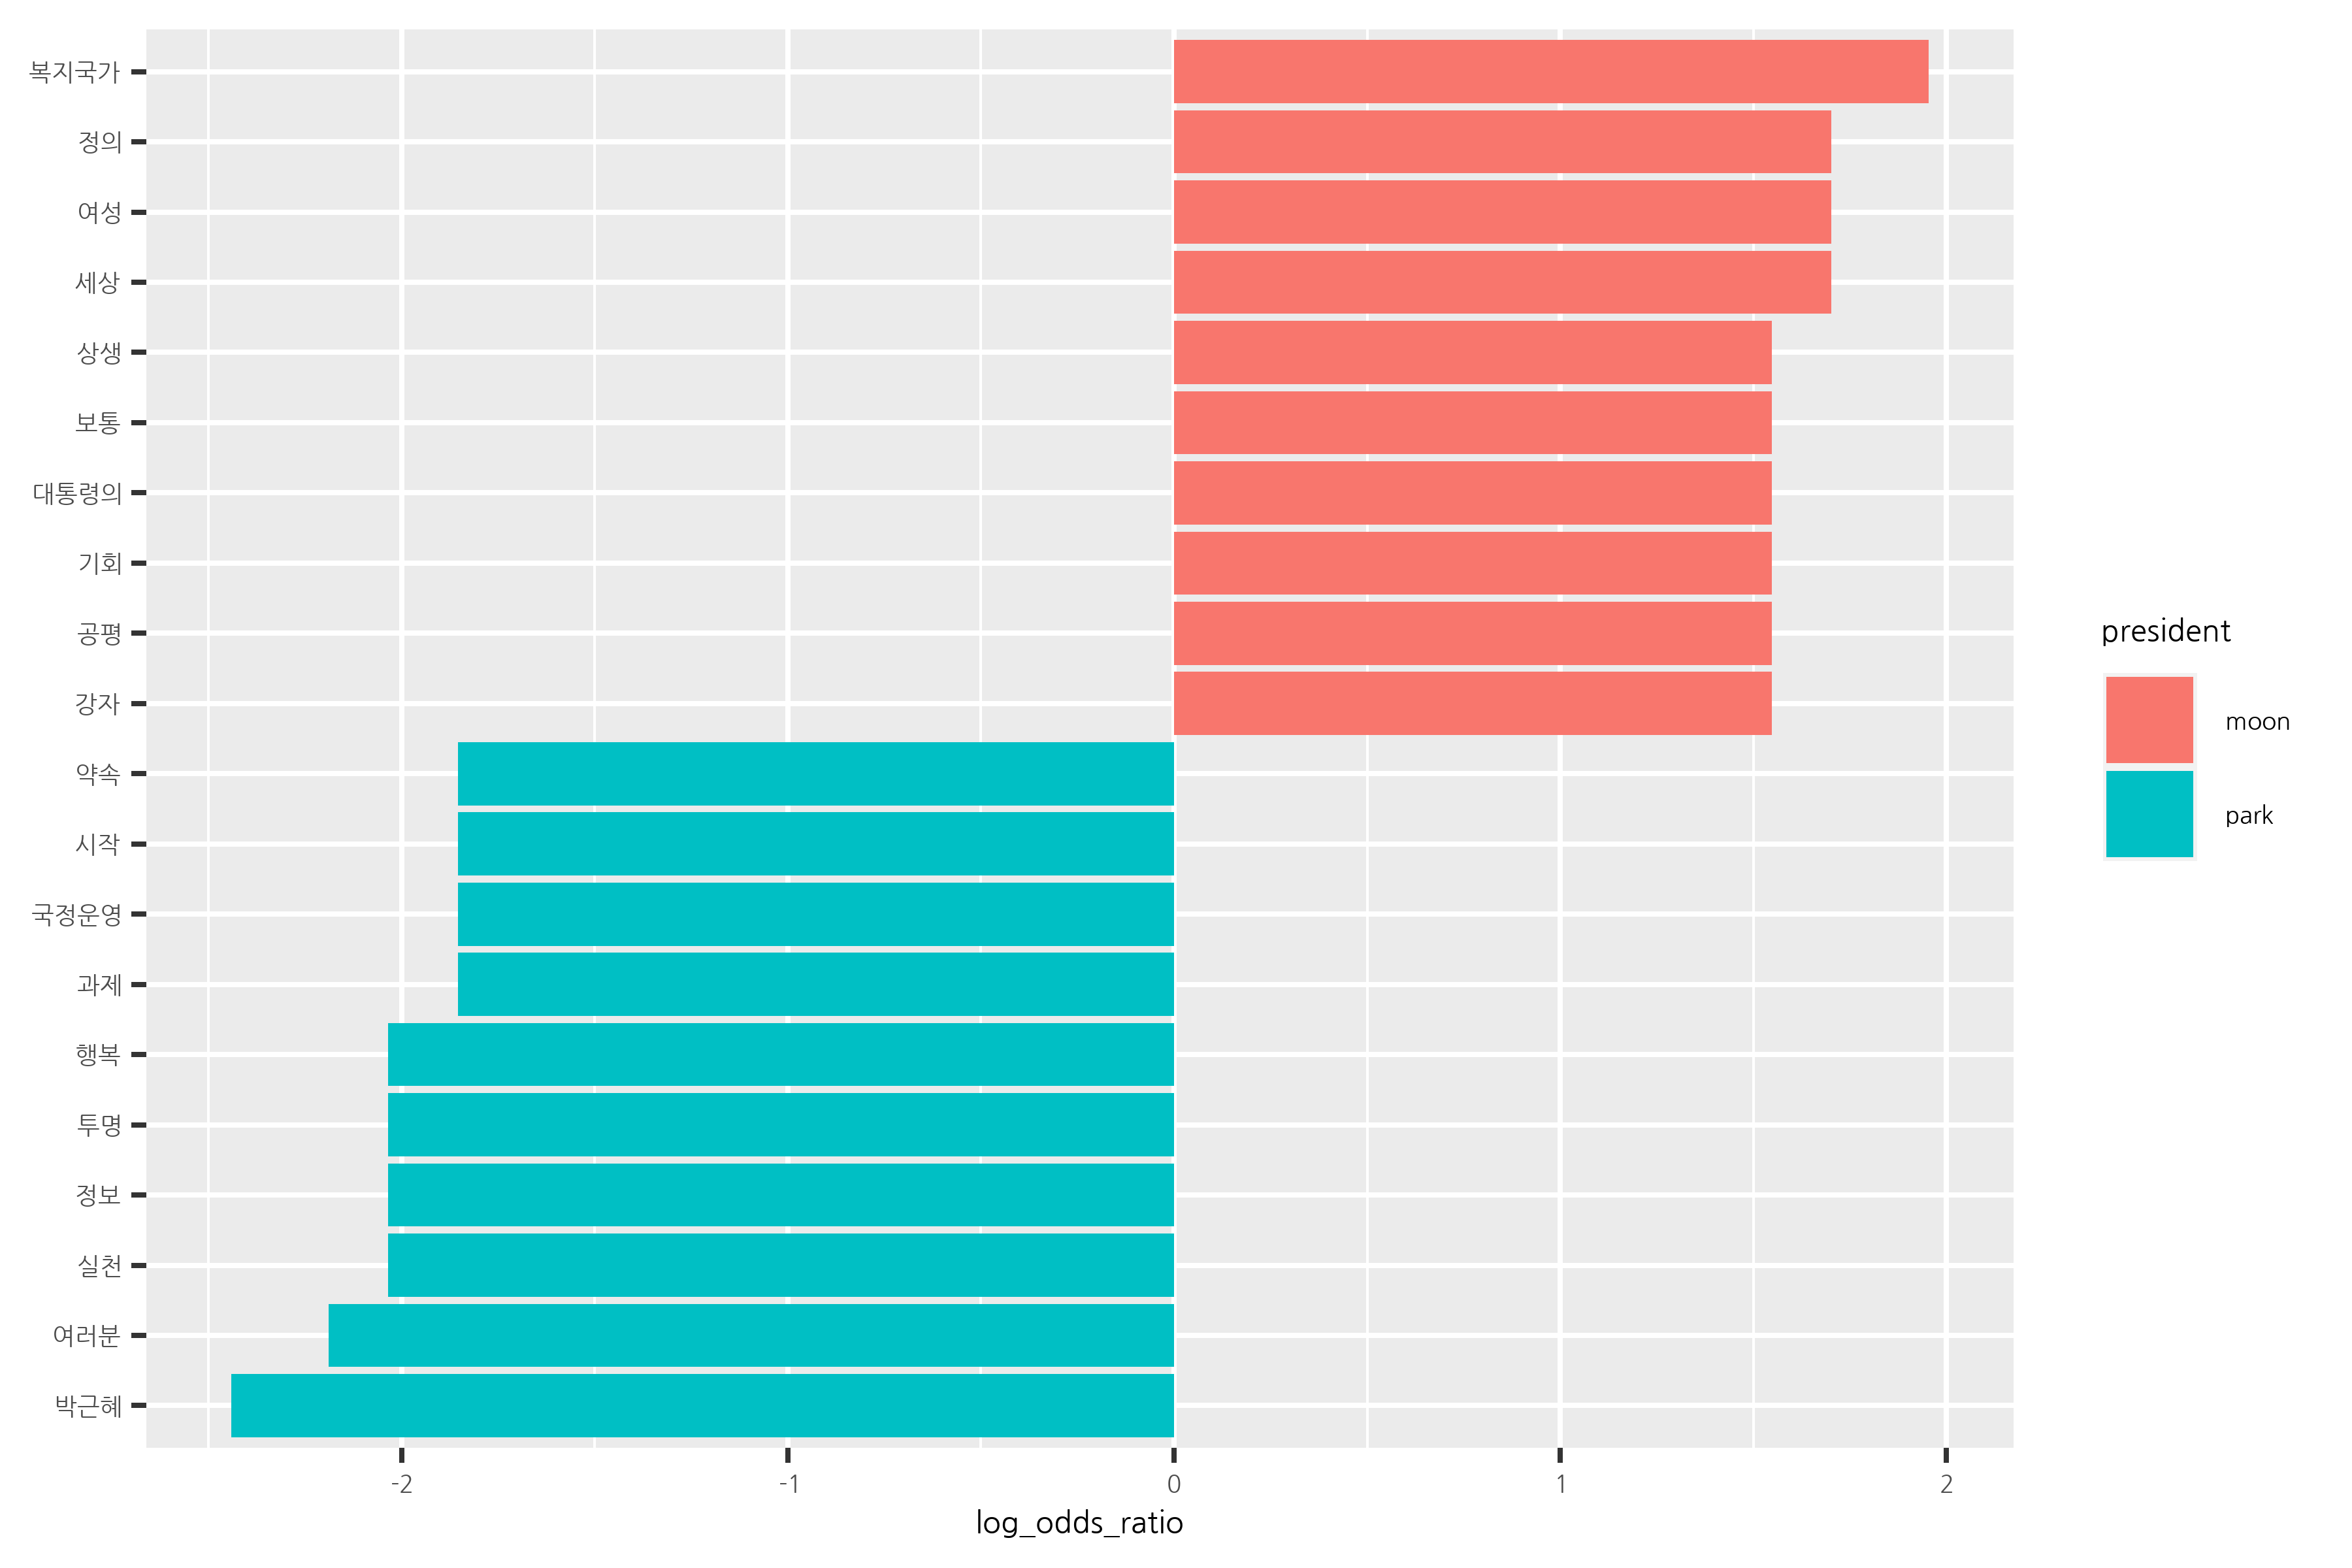 복지국가
정의
여성
세상
상생
보통
대통령의
기회
공평
강자
약속
시작
국정운영
과제
행복
투명
정보
실천
여러분
박근혜
-2 -1 0 1 2
log_odds_ratio
president
moon
park